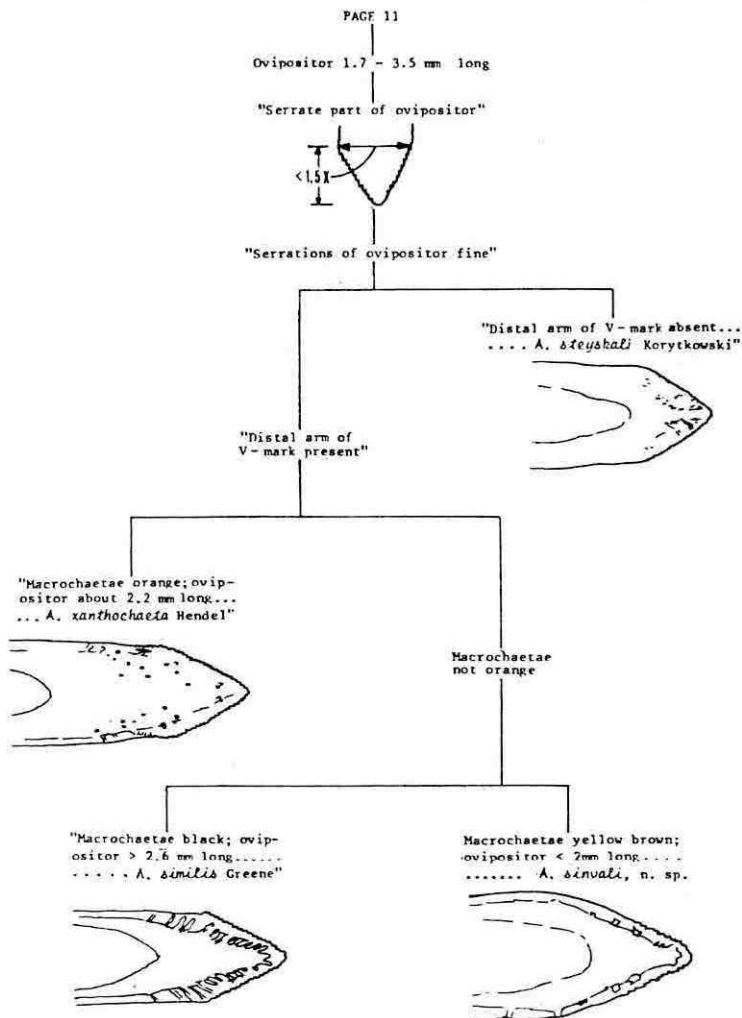 PAGE 11
Ovipositor 1.7 - 3.5 mm long
"Serrate part of ovipositor"
<1.5X
"Serrations of ovipositor fine"
"Distal arm of V-mark absent...
.... A. steyskali Korytkowski"
"Distal arm of
V-mark present"
"Macrochaetae orange; ovip-
ositor about 2.2 mm long...
... A. xanthochaeta Hendel"
Macrochaetae
not orange
"Macrochaetae black; ovip-
ositor > 2.6 mm long......
..... A. similis Greene"
Macrochaetae yellow brown;
ovipositor < 2mm long....
....... A. sinvali, n. sp.